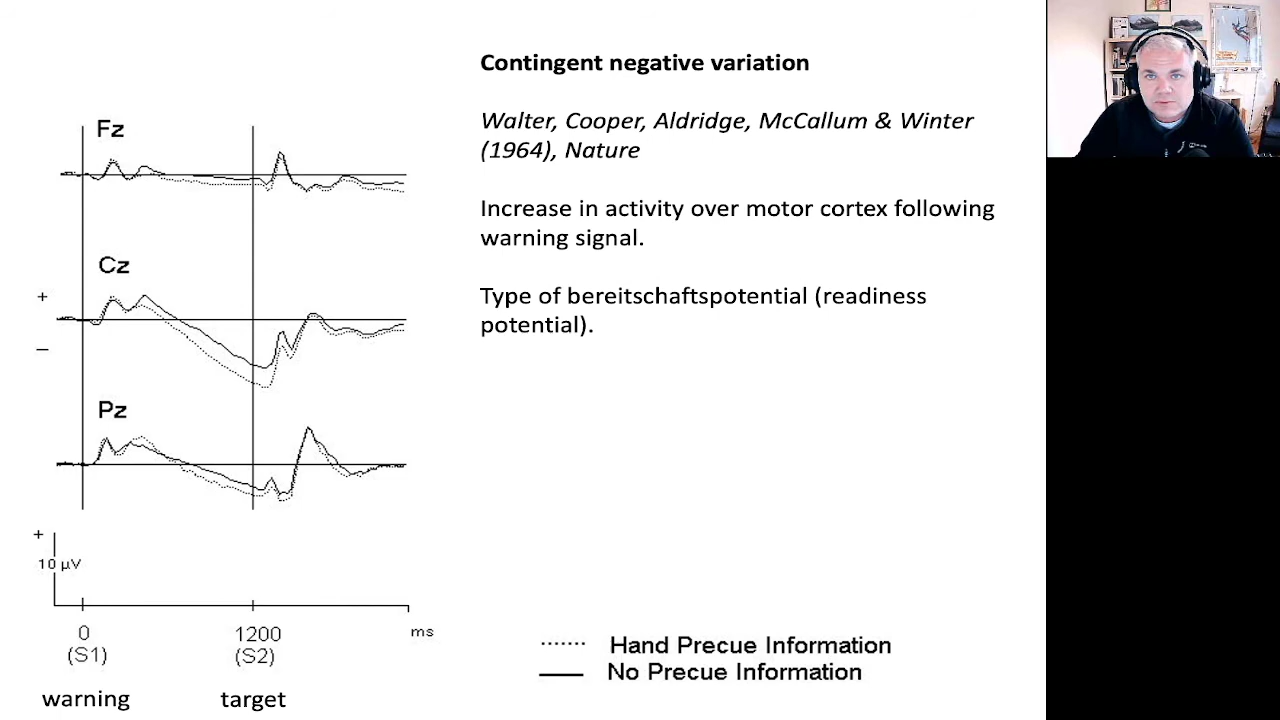 Contingent negative variation
Walter, Cooper, Aldridge, McCallum & Winter
(1964), Nature
Increase in activity over motor cortex following
warning signal.
Type of bereitschaftspotential (readiness
potential).
Fz
Cz
+
−
Pz
+
10 µV
0
1200
ms
(S1)
(S2)
warning
target
Hand Precue Information
No Precue Information